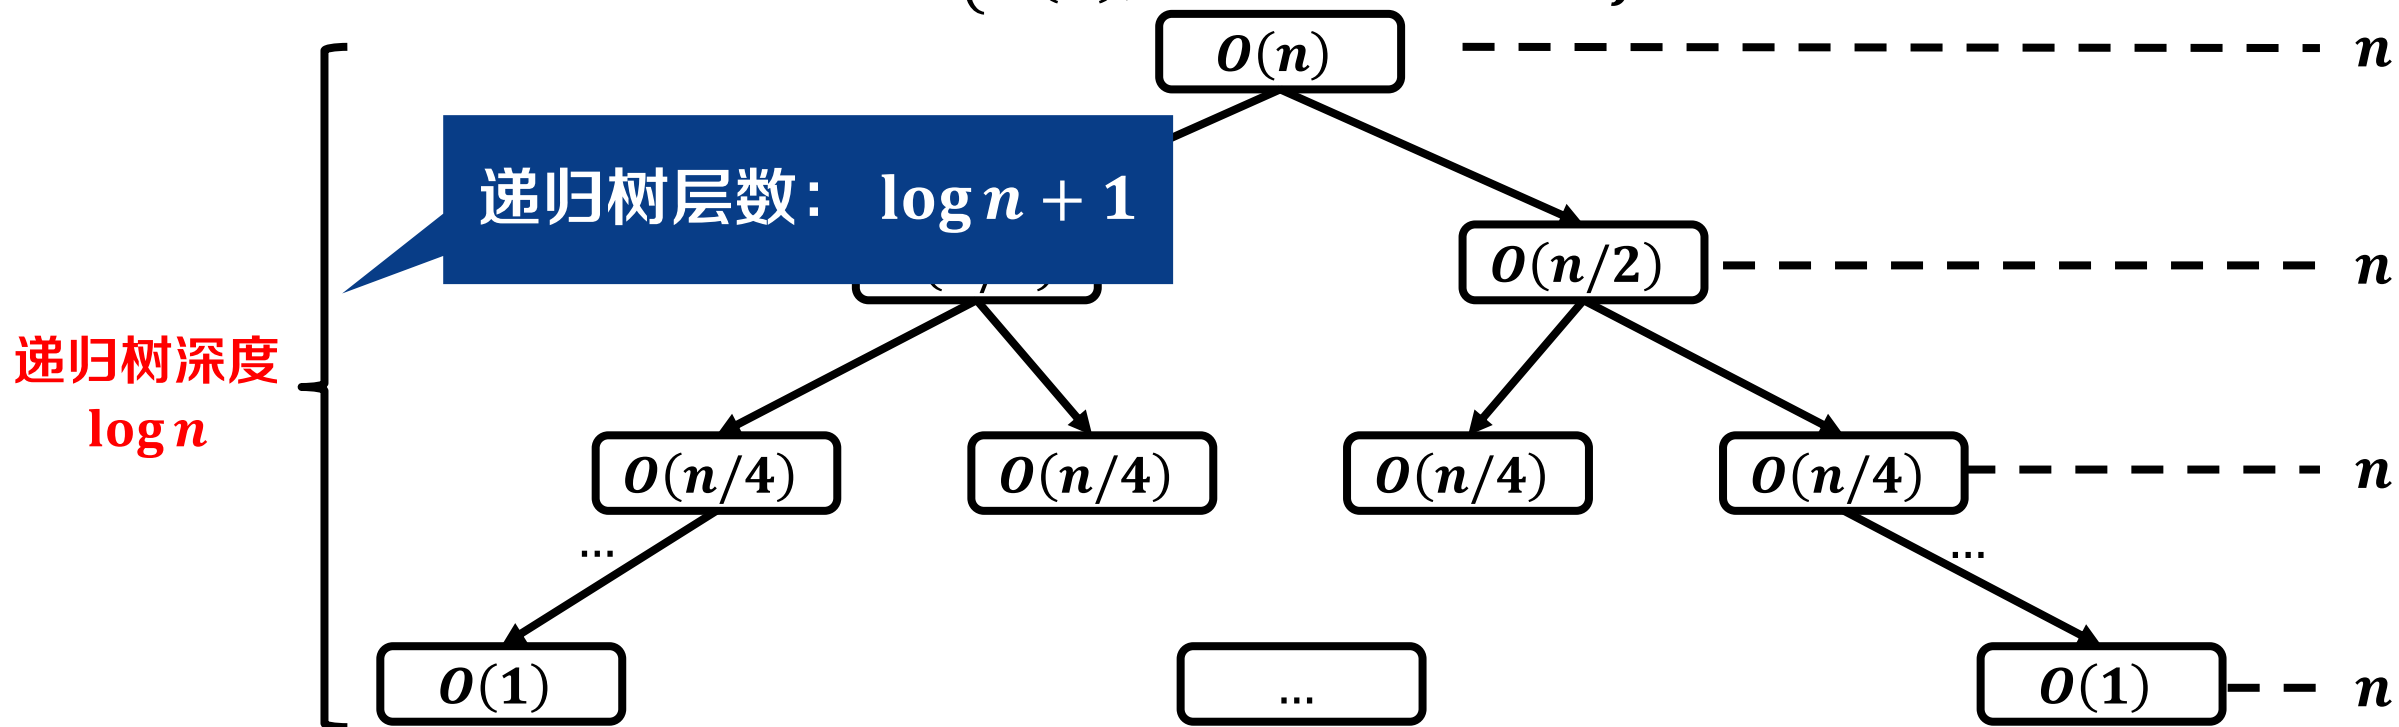 O(n) n
递归树层数： log n + 1
O(n/2) n
递归树深度
log n
O(n/4) O(n/4) O(n/4) O(n/4) n
... ...
O(1) ... O(1) n